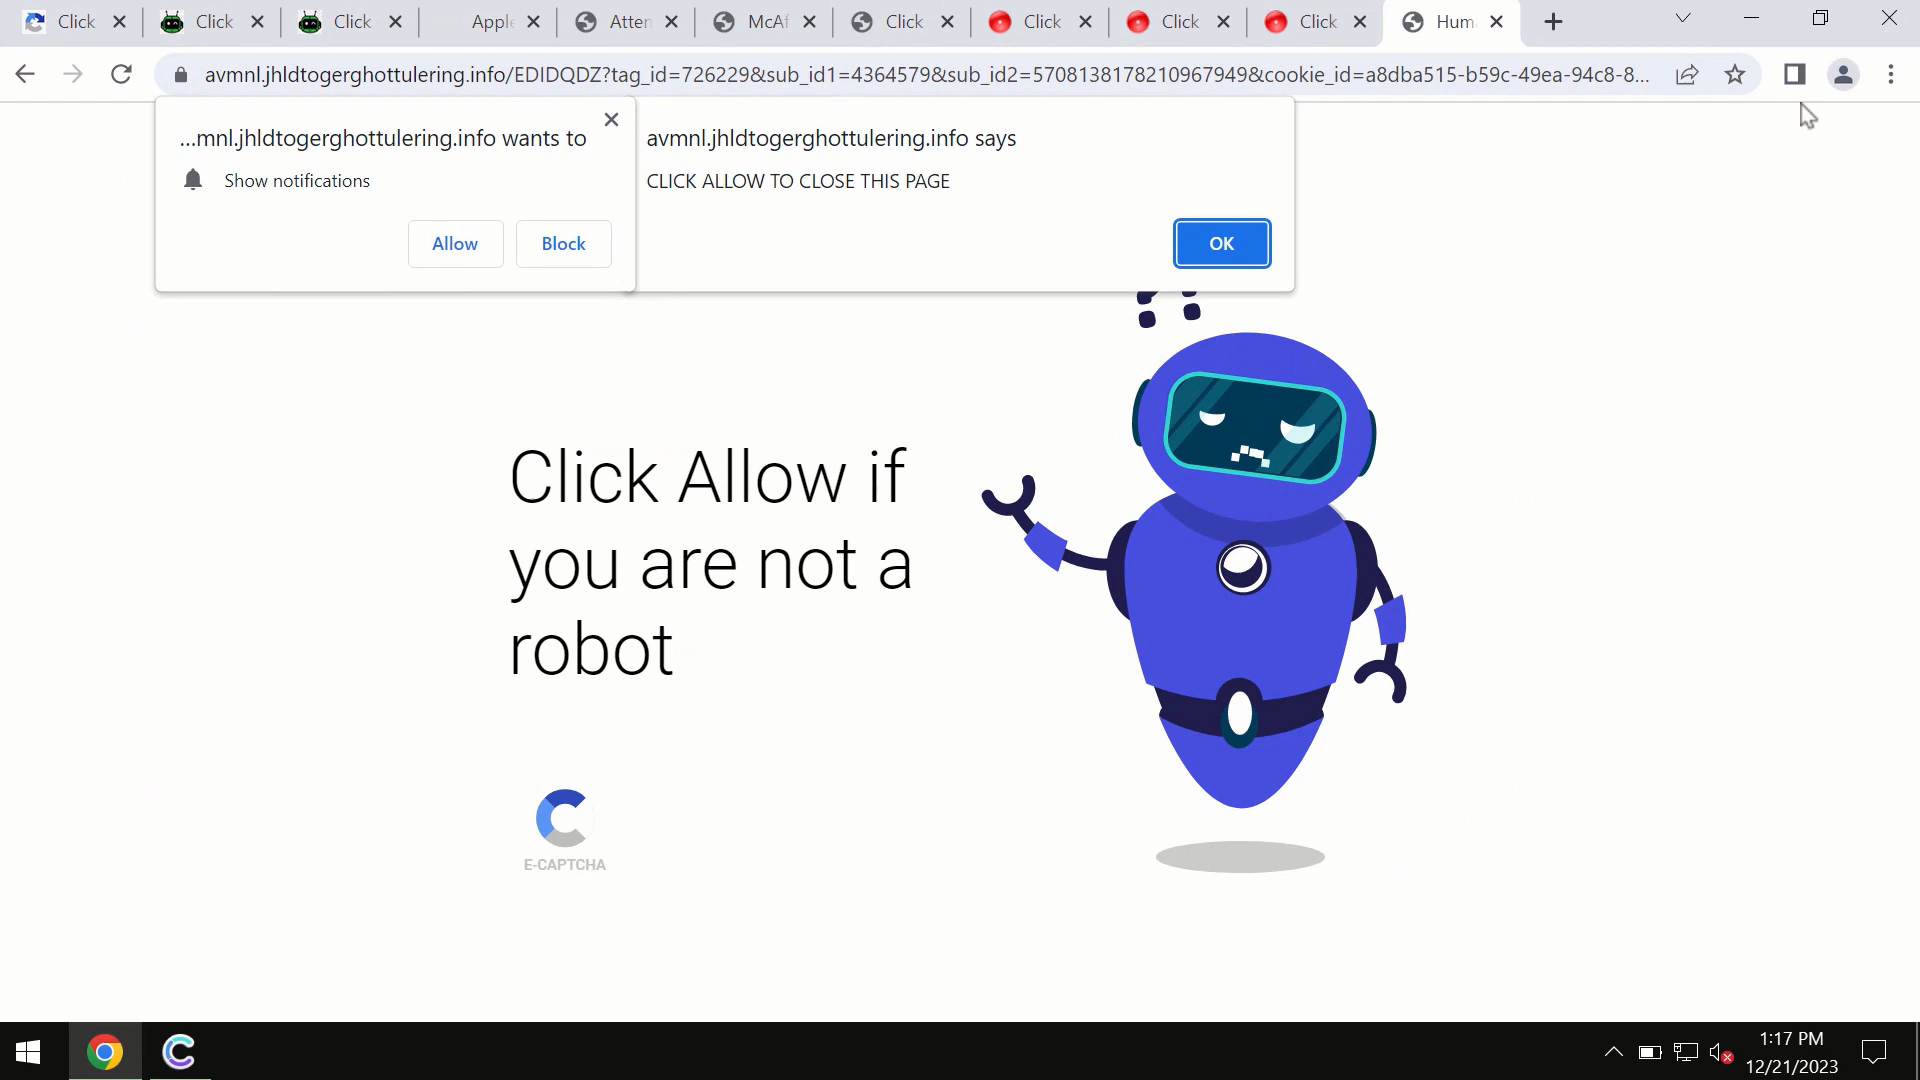 Click
Click
Click
Apple
Atten
McAf
Click
Click
Click
Click
Hum
avmnl.jhldtogerghottulering.info/EDIDQDZ?tag_id=726229&sub_id1=4364579&sub_id2=5708138178210967949&cookie_id=a8dba515-b59c-49ea-94c8-8...
...mnl.jhldtogerghottulering.info wants to
Show notifications
Allow
Block
avmnl.jhldtogerghottulering.info says
CLICK ALLOW TO CLOSE THIS PAGE
OK
Click Allow if
you are not a
robot
E-CAPTCHA
1:17 PM
12/21/2023